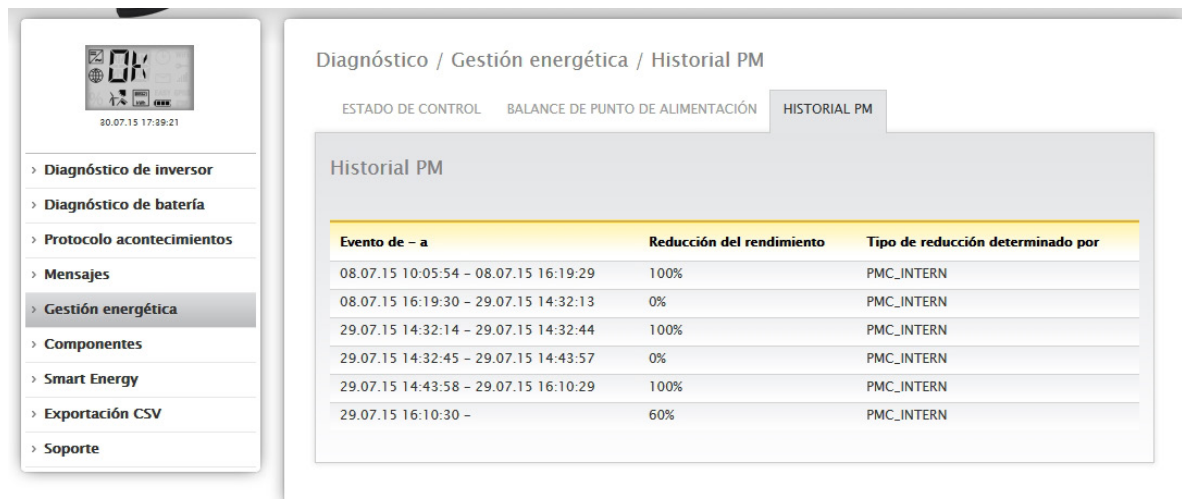 OK
30.07.15 17:39:21
› Diagnóstico de inversor
› Diagnóstico de batería
› Protocolo acontecimientos
› Mensajes
› Gestión energética
› Componentes
› Smart Energy
› Exportación CSV
› Soporte
Diagnóstico / Gestión energética / Historial PM
ESTADO DE CONTROL BALANCE DE PUNTO DE ALIMENTACIÓN HISTORIAL PM
Historial PM
Evento de – a Reducción del rendimiento Tipo de reducción determinado por
08.07.15 10:05:54 – 08.07.15 16:19:29 100% PMC_INTERN
08.07.15 16:19:30 – 29.07.15 14:32:13 0% PMC_INTERN
29.07.15 14:32:14 – 29.07.15 14:32:44 100% PMC_INTERN
29.07.15 14:32:45 – 29.07.15 14:43:57 0% PMC_INTERN
29.07.15 14:43:58 – 29.07.15 16:10:29 100% PMC_INTERN
29.07.15 16:10:30 – 60% PMC_INTERN